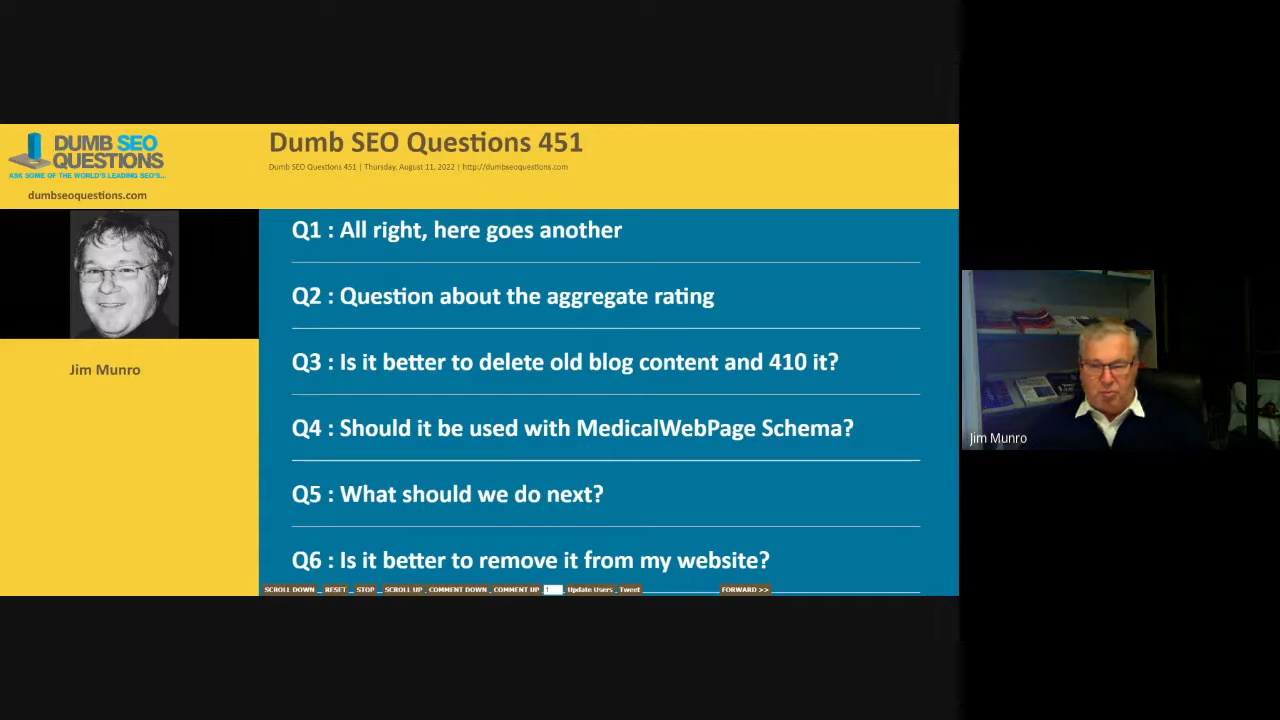 DUMB SEO
QUESTIONS
ASK SOME OF THE WORLD'S LEADING SEO'S...
dumbseoquestions.com
Dumb SEO Questions 451
Dumb SEO Questions 451 | Thursday, August 11, 2022 | http://dumbseoquestions.com
Jim Munro
Q1 : All right, here goes another
Q2 : Question about the aggregate rating
Q3 : Is it better to delete old blog content and 410 it?
Q4 : Should it be used with MedicalWebPage Schema?
Q5 : What should we do next?
Q6 : Is it better to remove it from my website?
SCROLL DOWN RESET STOP SCROLL UP COMMENT DOWN COMMENT UP Update Users Tweet FORWARD >>
Jim Munro